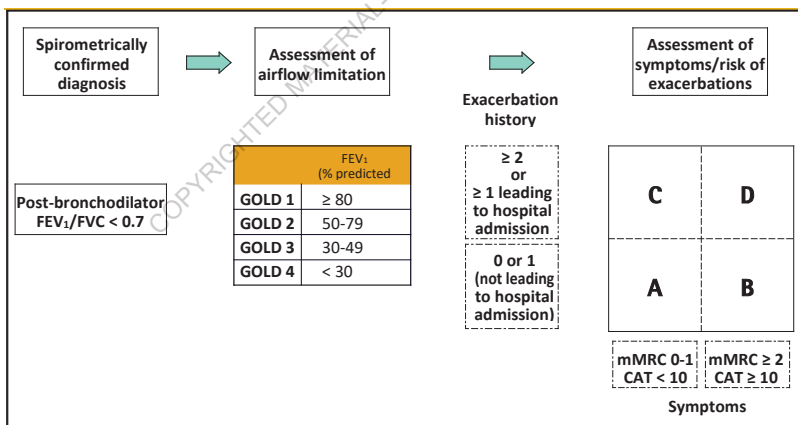 Spirometrically
confirmed
diagnosis
Assessment of
airflow limitation
Assessment of
symptoms/risk of
exacerbations
Exacerbation
history
COPYRIGHTED MATERIAL
Post-bronchodilator
FEV₁/FVC < 0.7
FEV₁
(% predicted
GOLD 1 ≥ 80
GOLD 2 50-79
GOLD 3 30-49
GOLD 4 < 30
≥ 2
or
≥ 1 leading
to hospital
admission
0 or 1
(not leading
to hospital
admission)
C D
A B
mMRC 0-1
CAT < 10
mMRC ≥ 2
CAT ≥ 10
Symptoms